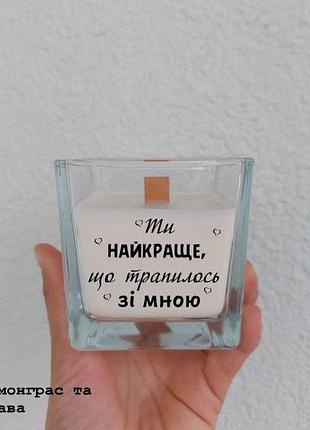 Ти
НАЙКРАЩЕ,
що трапилось
зі мною
монграс та
ава